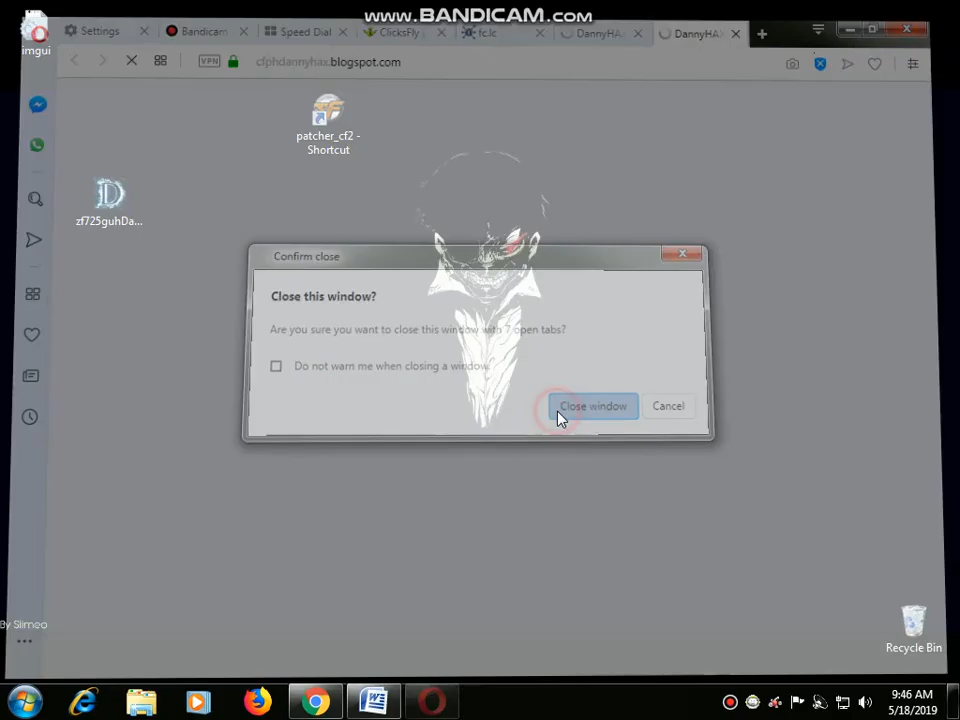 www.BANDICAM.com
imgui
Settings
Bandicam
Speed Dial
ClicksFly
fc.lc
DannyHA
DannyHA
VPN
cfphdannyhax.blogspot.com
patcher_cf2 -
Shortcut
zf725guhDa...
Confirm close
Close this window?
Are you sure you want to close this window with 7 open tabs?
Do not warn me when closing a window.
Close window
Cancel
By Slimeo
Recycle Bin
9:46 AM
5/18/2019